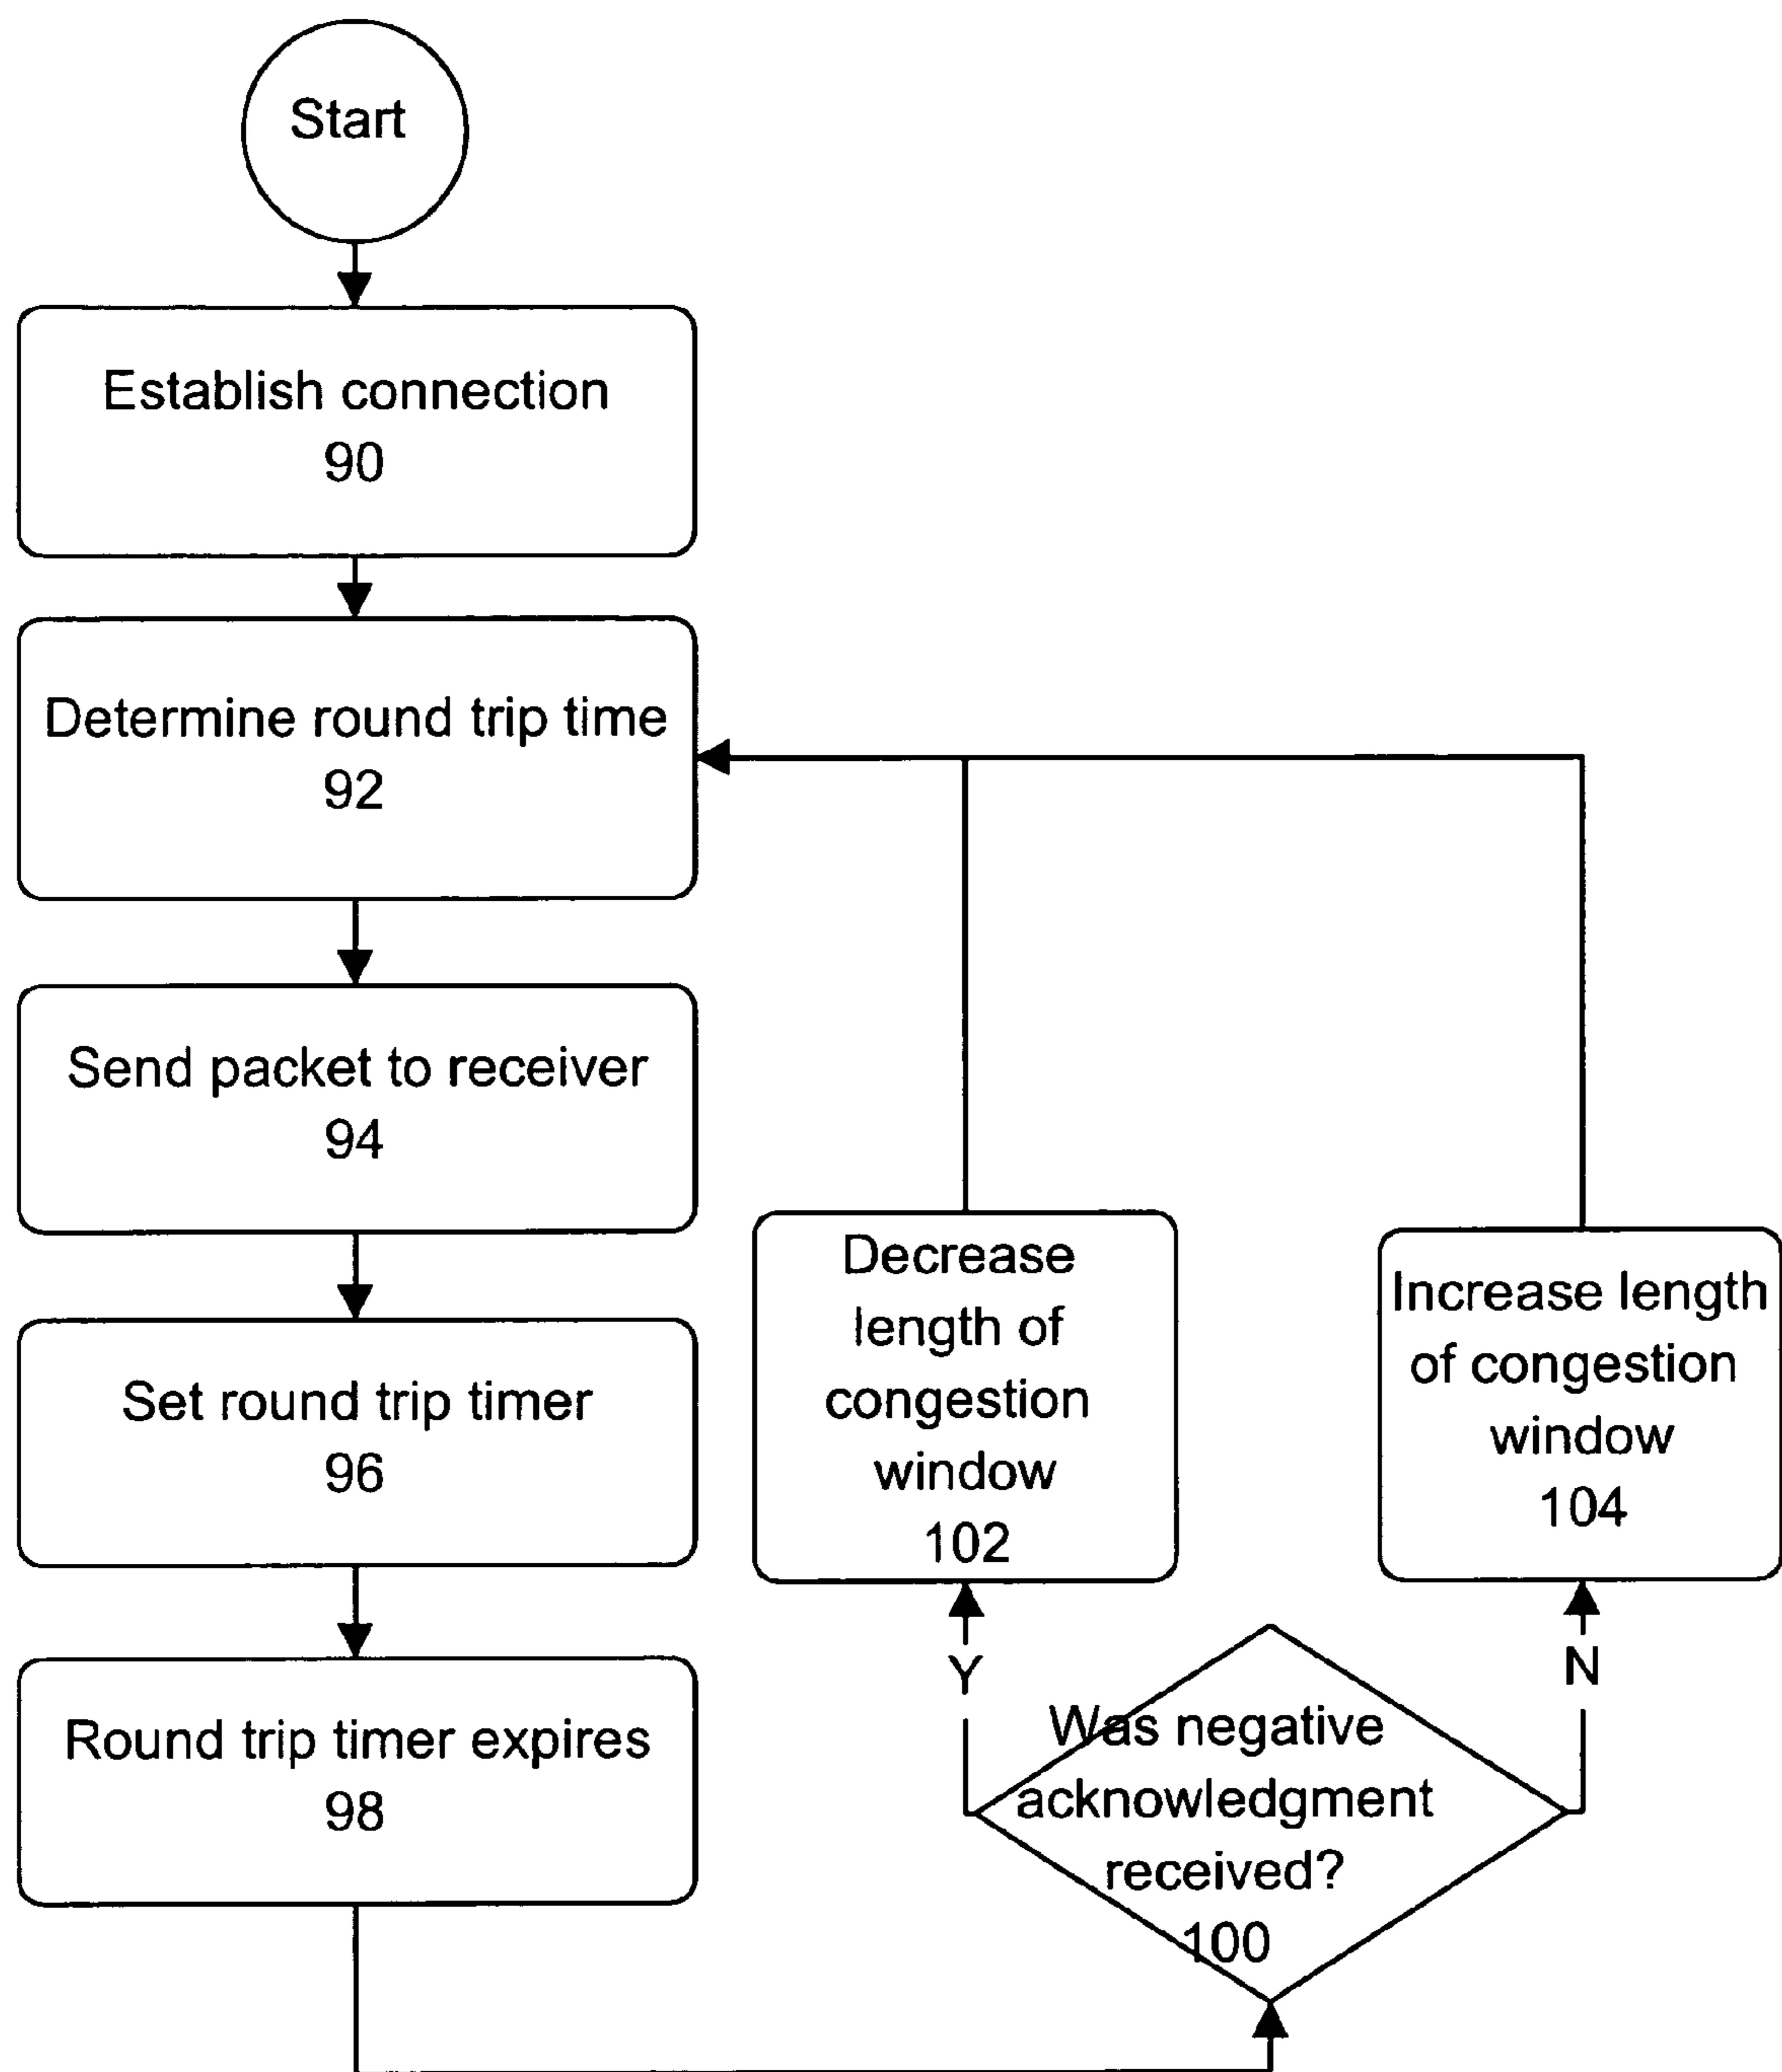 Start
Establish connection
90
Determine round trip time
92
Send packet to receiver
94
Set round trip timer
96
Round trip timer expires
98
Decrease
length of
congestion
window
102
Increase length
of congestion
window
104
Y
N
Was negative
acknowledgment
received?
100